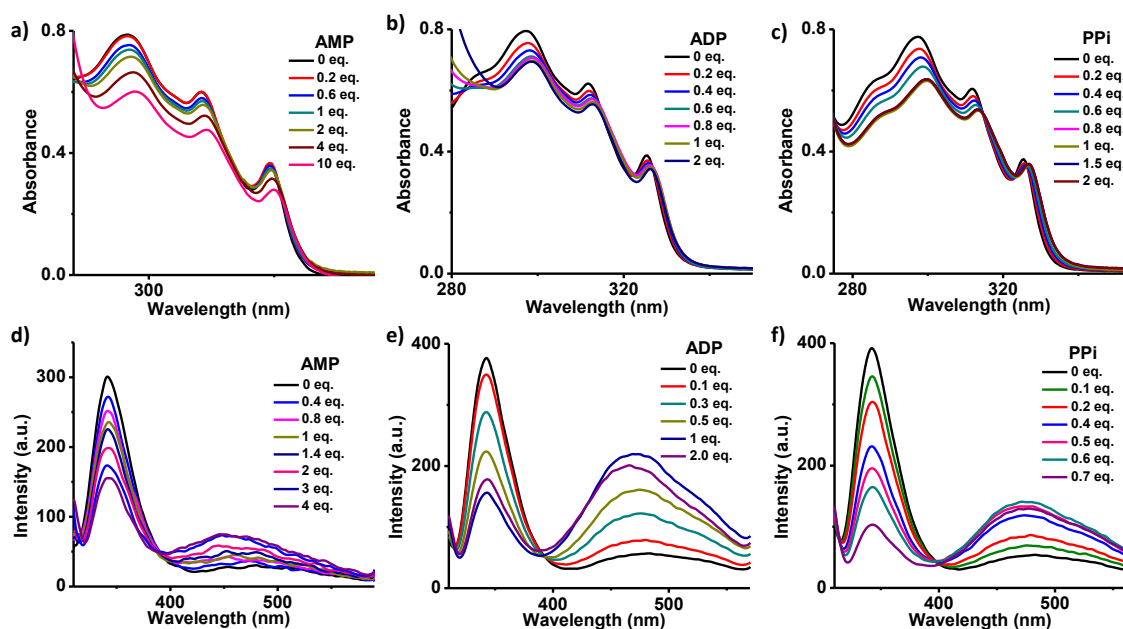 a)
AMP
0 eq.
0.2 eq.
0.6 eq.
1 eq.
2 eq.
4 eq.
10 eq.
0.8
0.4
0.0
Absorbance
300
Wavelength (nm)
b)
ADP
0 eq.
0.2 eq.
0.4 eq.
0.6 eq.
0.8 eq.
1 eq.
2 eq.
0.8
0.4
0.0
Absorbance
280
320
Wavelength (nm)
c)
PPi
0 eq.
0.2 eq.
0.4 eq.
0.6 eq.
0.8 eq.
1 eq.
1.5 eq.
2 eq.
0.8
0.4
0.0
Absorbance
280
320
Wavelength (nm)
d)
AMP
0 eq.
0.4 eq.
0.8 eq.
1 eq.
1.4 eq.
2 eq.
3 eq.
4 eq.
300
200
100
0
Intensity (a.u.)
400
500
Wavelength (nm)
e)
ADP
0 eq.
0.1 eq.
0.3 eq.
0.5 eq.
1 eq.
2.0 eq.
400
200
0
Intensity (a.u.)
400
500
Wavelength (nm)
f)
PPi
0 eq.
0.1 eq.
0.2 eq.
0.4 eq.
0.5 eq.
0.6 eq.
0.7 eq.
400
200
0
Intensity (a.u.)
400
500
Wavelength (nm)